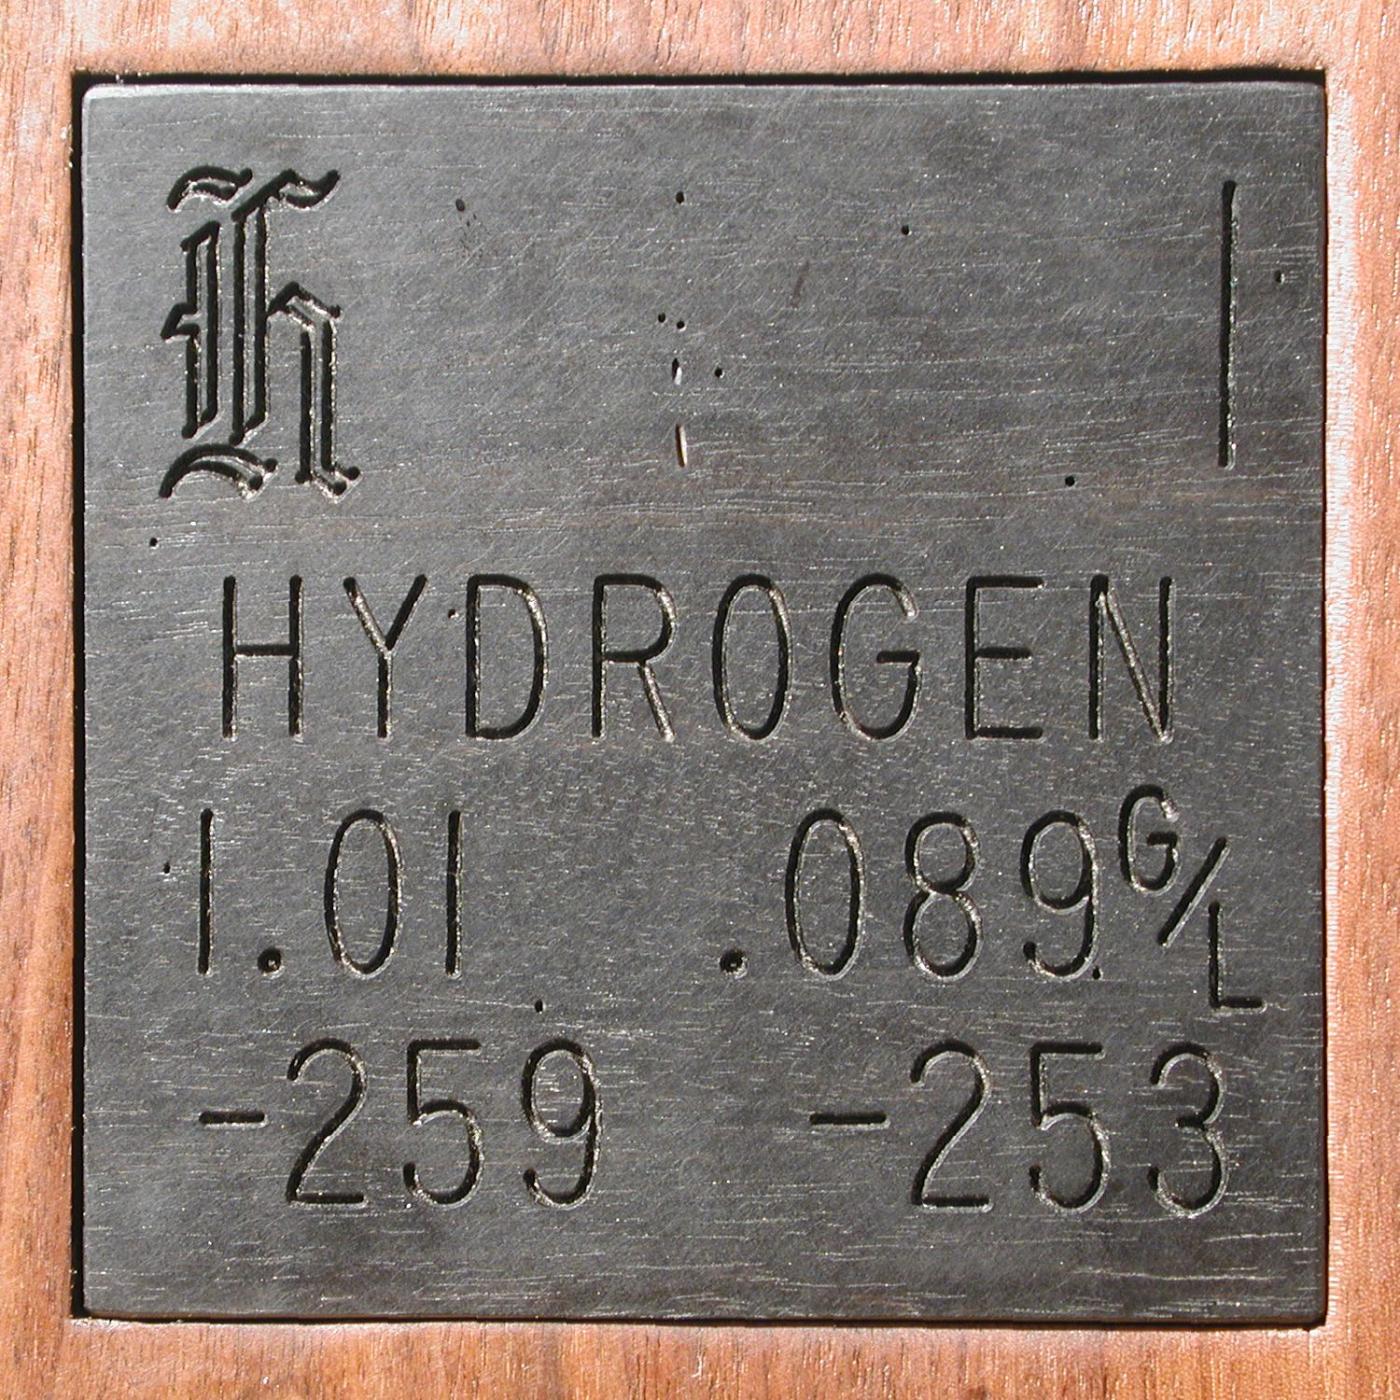 H 1
HYDROGEN
1.01 .089 G/L
-259 -253